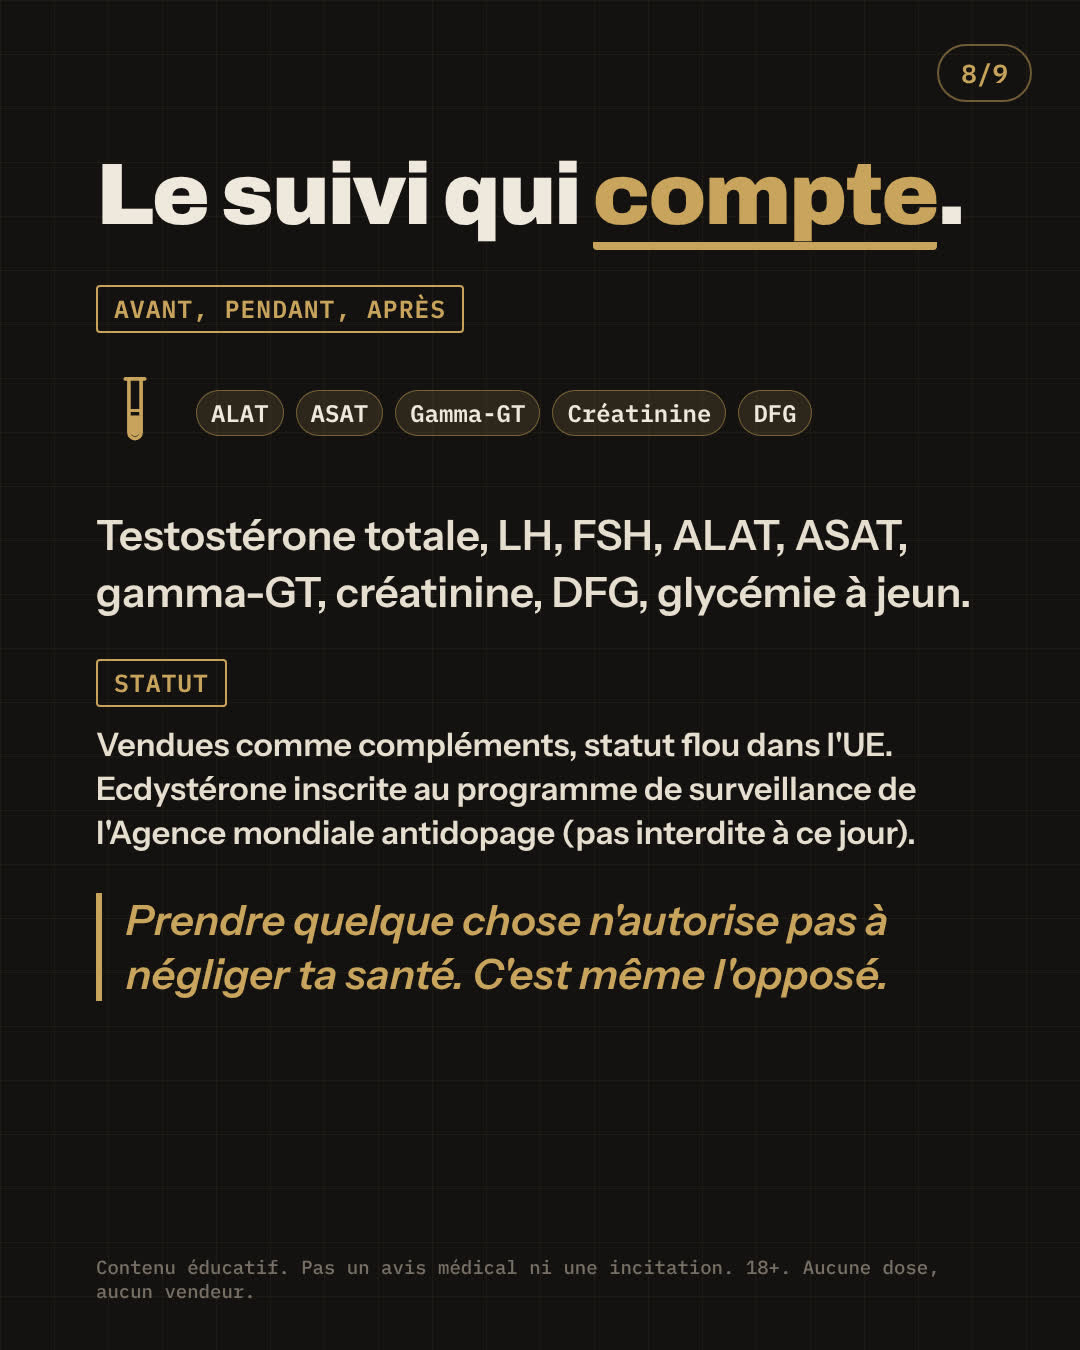 8/9
Le suivi qui compte.
AVANT, PENDANT, APRÈS
ALAT ASAT Gamma-GT Créatinine DFG
Testostérone totale, LH, FSH, ALAT, ASAT,
gamma-GT, créatinine, DFG, glycémie à jeun.
STATUT
Vendues comme compléments, statut flou dans l'UE.
Ecdystérone inscrite au programme de surveillance de
l'Agence mondiale antidopage (pas interdite à ce jour).
Prendre quelque chose n'autorise pas à
négliger ta santé. C'est même l'opposé.
Contenu éducatif. Pas un avis médical ni une incitation. 18+. Aucune dose,
aucun vendeur.